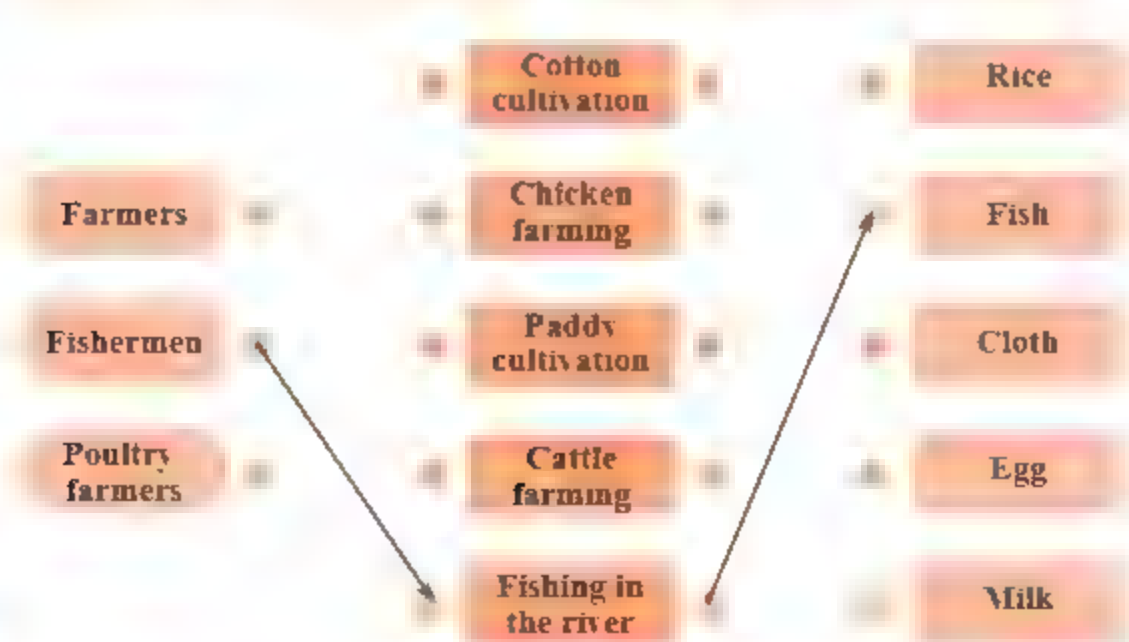 Cotton
cultivation
Rice
Farmers
Chicken
farming
Fish
Fishermen
Paddy
cultivation
Cloth
Poultry
farmers
Cattle
farming
Egg
Fishing in
the river
Milk